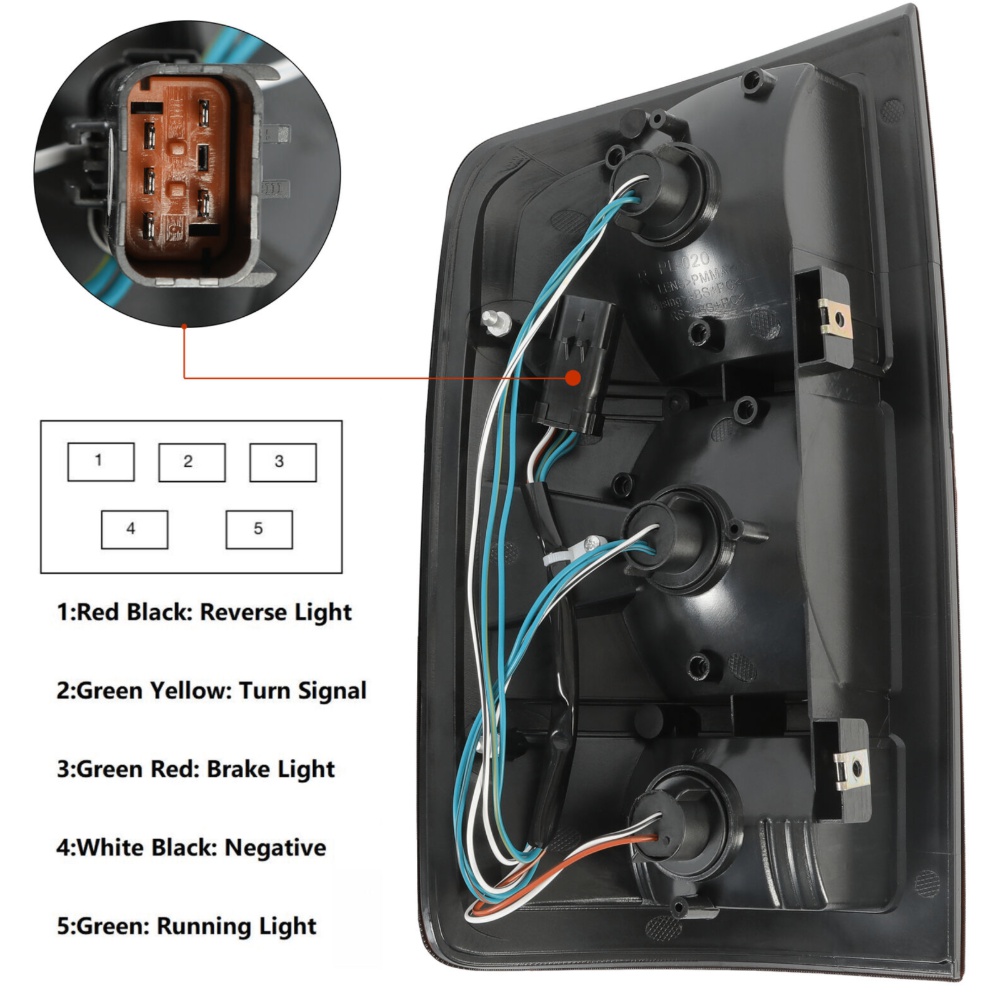 1
2
3
4
5
1:Red Black: Reverse Light
2:Green Yellow: Turn Signal
3:Green Red: Brake Light
4:White Black: Negative
5:Green: Running Light